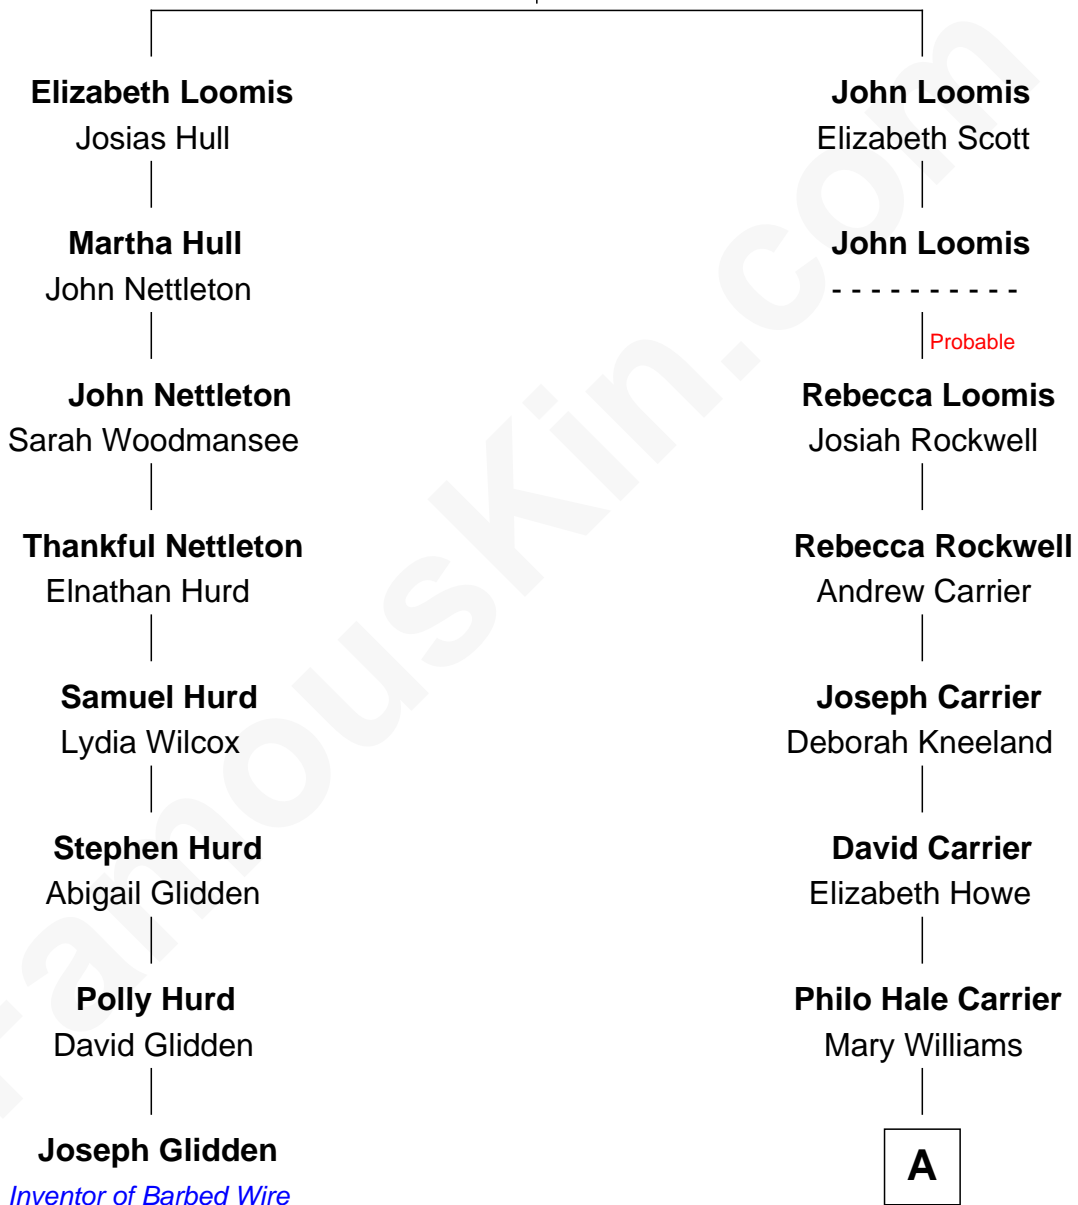 Elizabeth Loomis
Josias Hull
Martha Hull
John Nettleton
John Nettleton
Sarah Woodmansee
Thankful Nettleton
Elnathan Hurd
Samuel Hurd
Lydia Wilcox
Stephen Hurd
Abigail Glidden
Polly Hurd
David Glidden
Joseph Glidden
Inventor of Barbed Wire
John Loomis
Elizabeth Scott
John Loomis
- - - - - - - - - -
Probable
Rebecca Loomis
Josiah Rockwell
Rebecca Rockwell
Andrew Carrier
Joseph Carrier
Deborah Kneeland
David Carrier
Elizabeth Howe
Philo Hale Carrier
Mary Williams
A
FamousKin.com